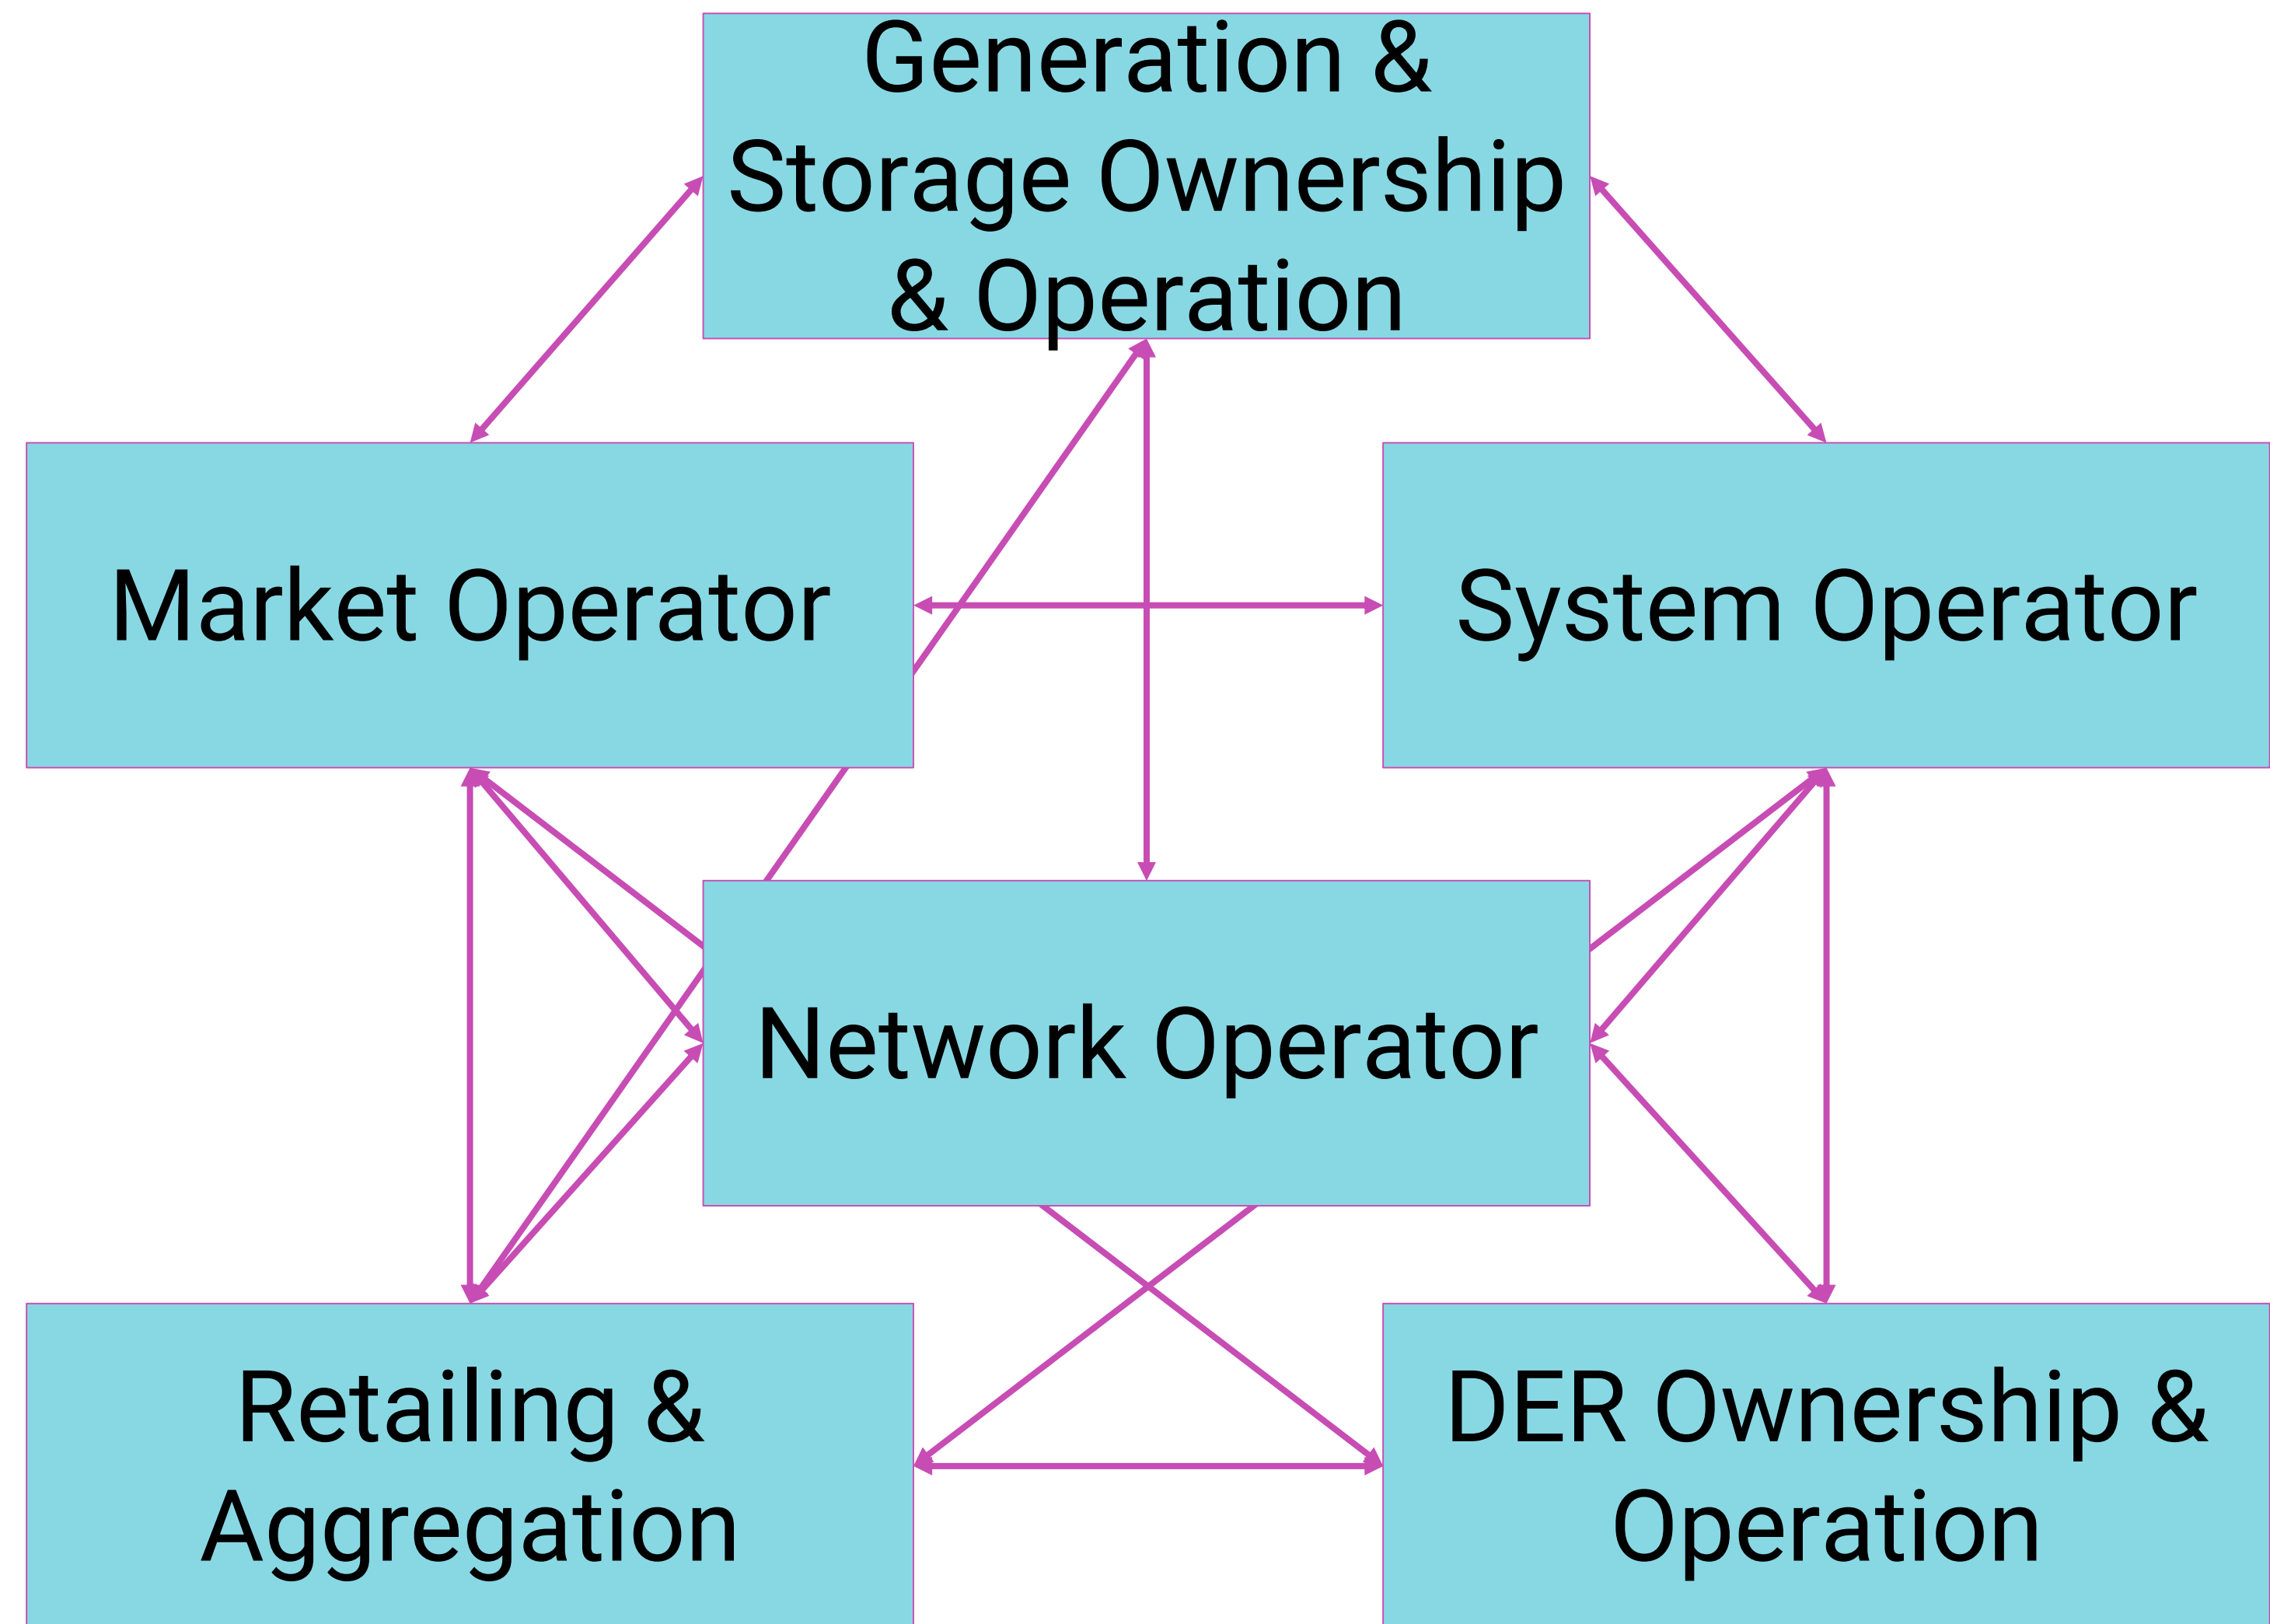 Generation &
Storage Ownership
& Operation
Market Operator
System Operator
Network Operator
Retailing &
Aggregation
DER Ownership &
Operation